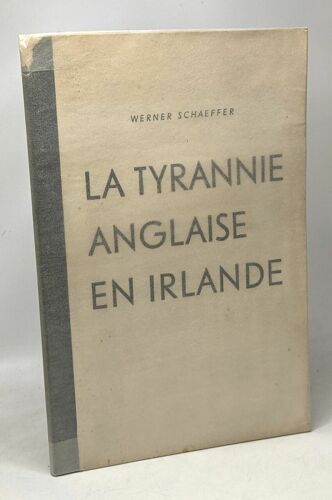 WERNER SCHAEFFER
LA TYRANNIE
ANGLAISE
EN IRLANDE